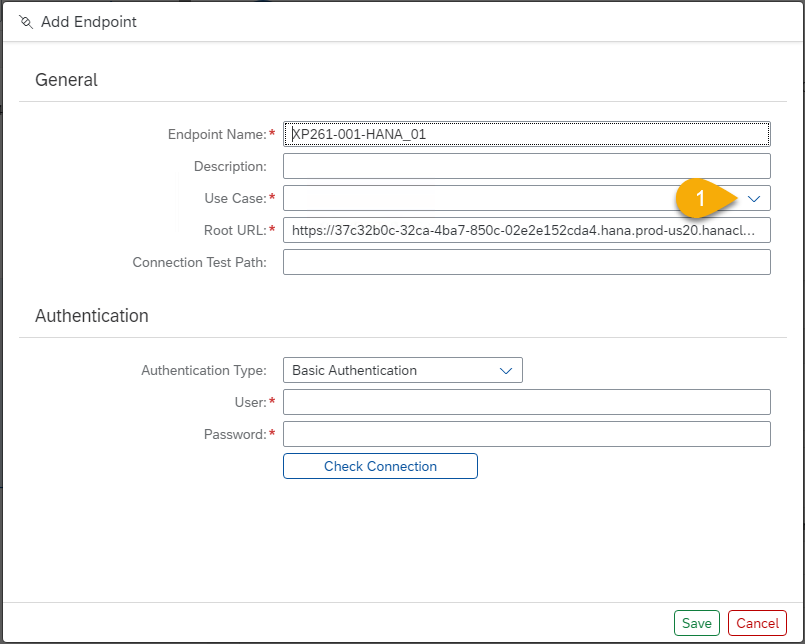 Add Endpoint
General
Endpoint Name:* XP261-001-HANA_01
Description:
Use Case:* 1
Root URL:* https://37c32b0c-32ca-4ba7-850c-02e2e152cda4.hana.prod-us20.hanacl...
Connection Test Path:
Authentication
Authentication Type: Basic Authentication
User:*
Password:*
Check Connection
Save Cancel